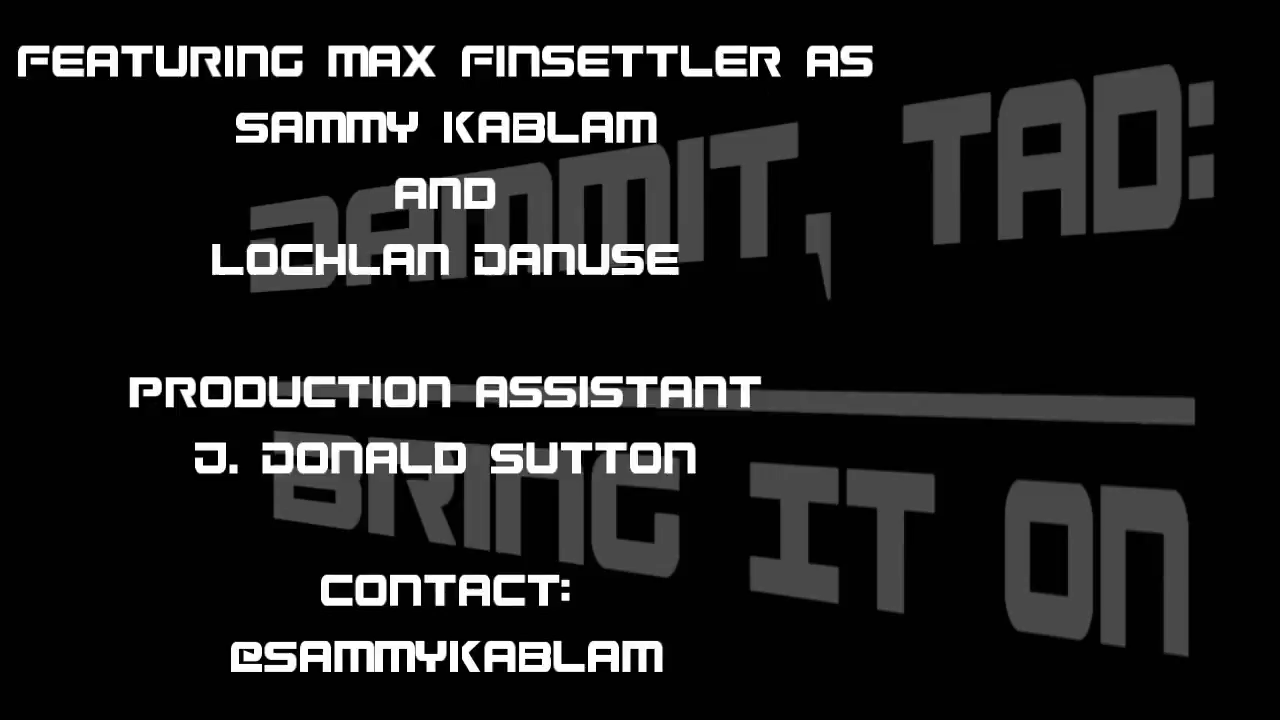 FEATURING MAX FINSETTLER AS
SAMMY KABLAM
AND
LOCHLAN DANUSE
PRODUCTION ASSISTANT
J. DONALD SUTTON
CONTACT:
@SAMMYKABLAM
DAMMIT, TAD:
BRING IT ON